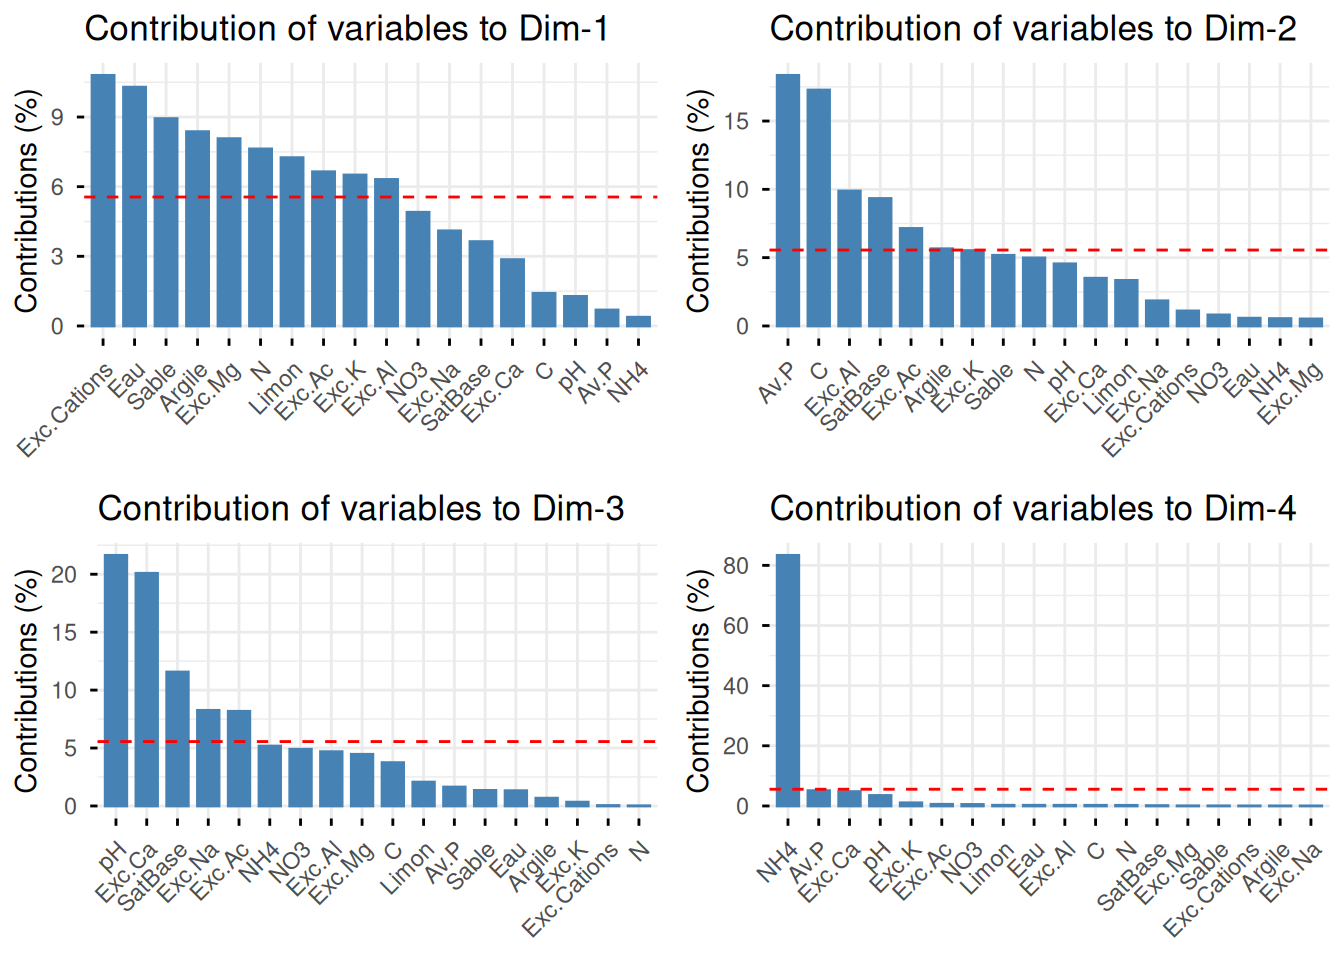 Contribution of variables to Dim-1
Contributions (%)
9
6
3
0
Exc.Cations
Eau
Sable
Argile
Exc.Mg
N
Limon
Exc.Ac
Exc.K
Exc.Al
NO3
Exc.Na
SatBase
Exc.Ca
C
pH
Av.P
NH4
Contribution of variables to Dim-2
Contributions (%)
15
10
5
0
Av.P
C
Exc.Al
SatBase
Exc.Ac
Argile
Exc.K
Sable
N
pH
Exc.Ca
Limon
Exc.Na
Exc.Cations
NO3
Eau
NH4
Exc.Mg
Contribution of variables to Dim-3
Contributions (%)
20
15
10
5
0
pH
Exc.Ca
SatBase
Exc.Na
Exc.Ac
NH4
NO3
Exc.Al
Exc.Mg
C
Limon
Av.P
Sable
Eau
Argile
Exc.K
Exc.Cations
N
Contribution of variables to Dim-4
Contributions (%)
80
60
40
20
0
NH4
Av.P
Exc.Ca
pH
Exc.K
Exc.Ac
NO3
Limon
Eau
Exc.Al
C
N
SatBase
Exc.Mg
Sable
Exc.Cations
Argile
Exc.Na